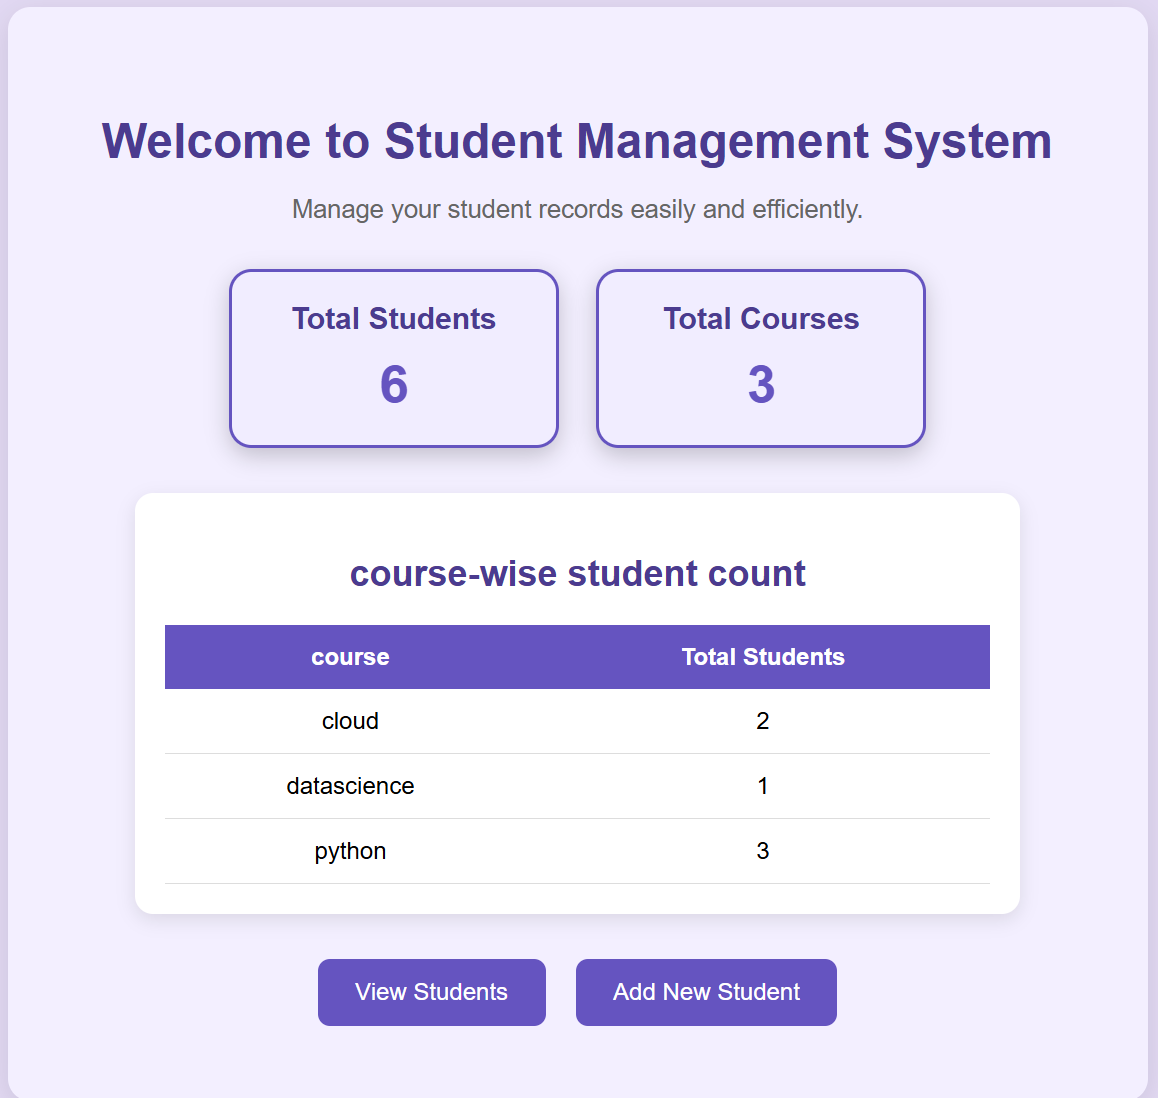 Welcome to Student Management System
Manage your student records easily and efficiently.
Total Students
6
Total Courses
3
course-wise student count
course Total Students
cloud 2
datascience 1
python 3
View Students
Add New Student